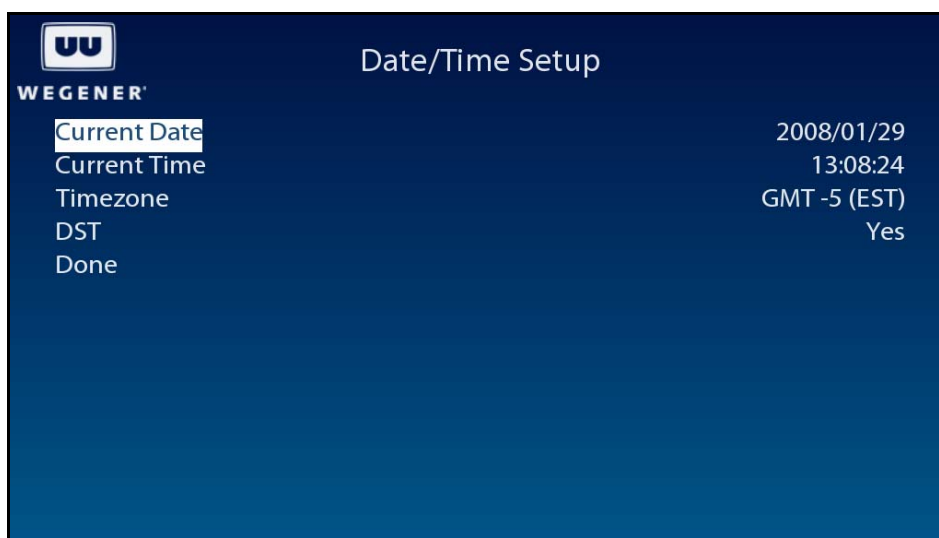 WEGENER®
Date/Time Setup
Current Date 2008/01/29
Current Time 13:08:24
Timezone GMT -5 (EST)
DST Yes
Done